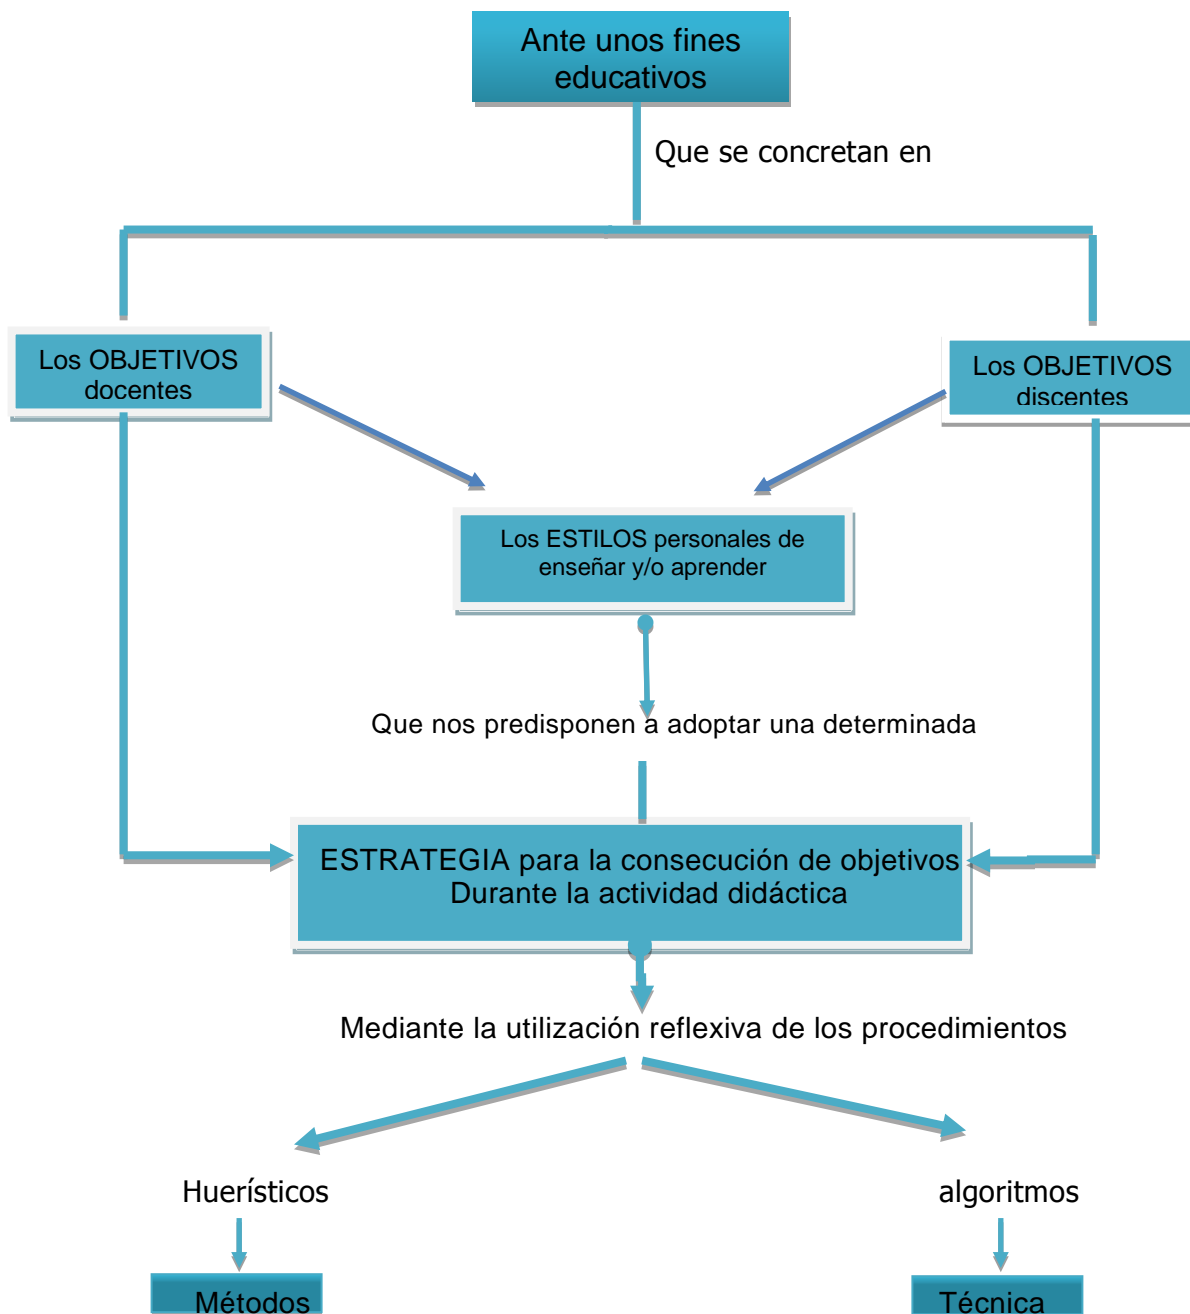 Ante unos fines
educativos
Que se concretan en
Los OBJETIVOS
docentes
Los OBJETIVOS
discentes
Los ESTILOS personales de
enseñar y/o aprender
Que nos predisponen a adoptar una determinada
ESTRATEGIA para la consecución de objetivos
Durante la actividad didáctica
Mediante la utilización reflexiva de los procedimientos
Huerísticos
algoritmos
Métodos
Técnica